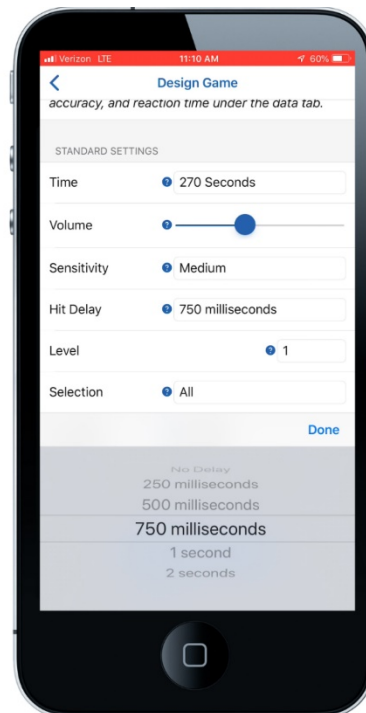 Verizon LTE 11:10 AM 60%
Design Game
accuracy, and reaction time under the data tab.
STANDARD SETTINGS
Time ? 270 Seconds
Volume ?
Sensitivity ? Medium
Hit Delay ? 750 milliseconds
Level ? 1
Selection ? All
Done
No Delay
250 milliseconds
500 milliseconds
750 milliseconds
1 second
2 seconds